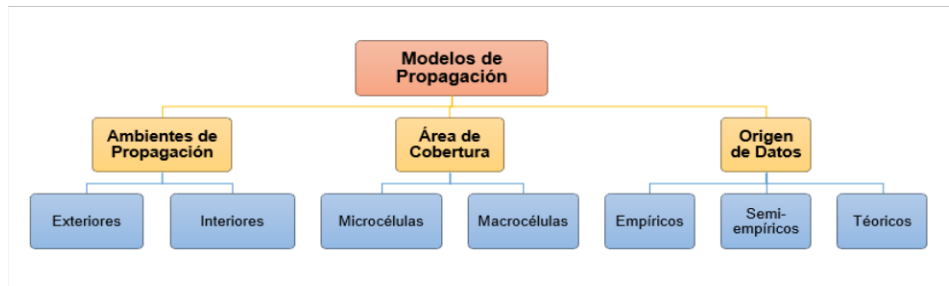 Modelos de
Propagación
Ambientes de
Propagación
Área de
Cobertura
Origen
de Datos
Exteriores
Interiores
Microcélulas
Macrocélulas
Empíricos
Semi-
empíricos
Téoricos